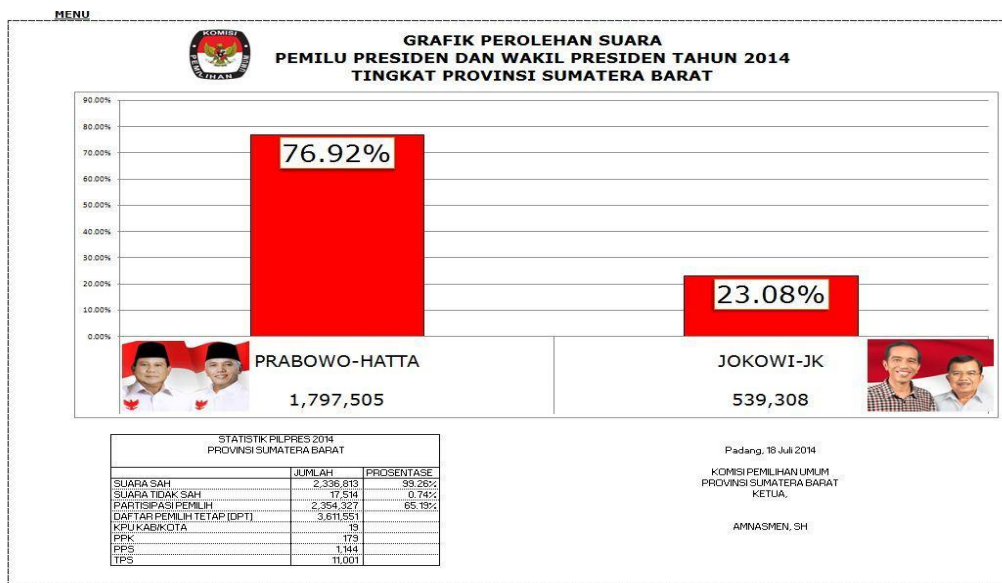 MENU
KOMISI
PEMILIHAN UMUM
GRAFIK PEROLEHAN SUARA
PEMILU PRESIDEN DAN WAKIL PRESIDEN TAHUN 2014
TINGKAT PROVINSI SUMATERA BARAT
90.00%
80.00%
70.00%
60.00%
50.00%
40.00%
30.00%
20.00%
10.00%
0.00%
76.92%
23.08%
PRABOWO-HATTA
1,797,505
JOKOWI-JK
539,308
STATISTIK PILPRES 2014
PROVINSI SUMATERA BARAT
JUMLAH PROSENTASE
SUARA SAH 2,336,813 99.26%
SUARA TIDAK SAH 17,514 0.74%
PARTISIPASI PEMILIH 2,354,327 65.19%
DAFTAR PEMILIH TETAP [DPT] 3,611,551
KPU KAB/KOTA 19
PPK 179
PPS 1,144
TPS 11,001
Padang, 18 Juli 2014
KOMISI PEMILIHAN UMUM
PROVINSI SUMATERA BARAT
KETUA,
AMNASMEN, SH